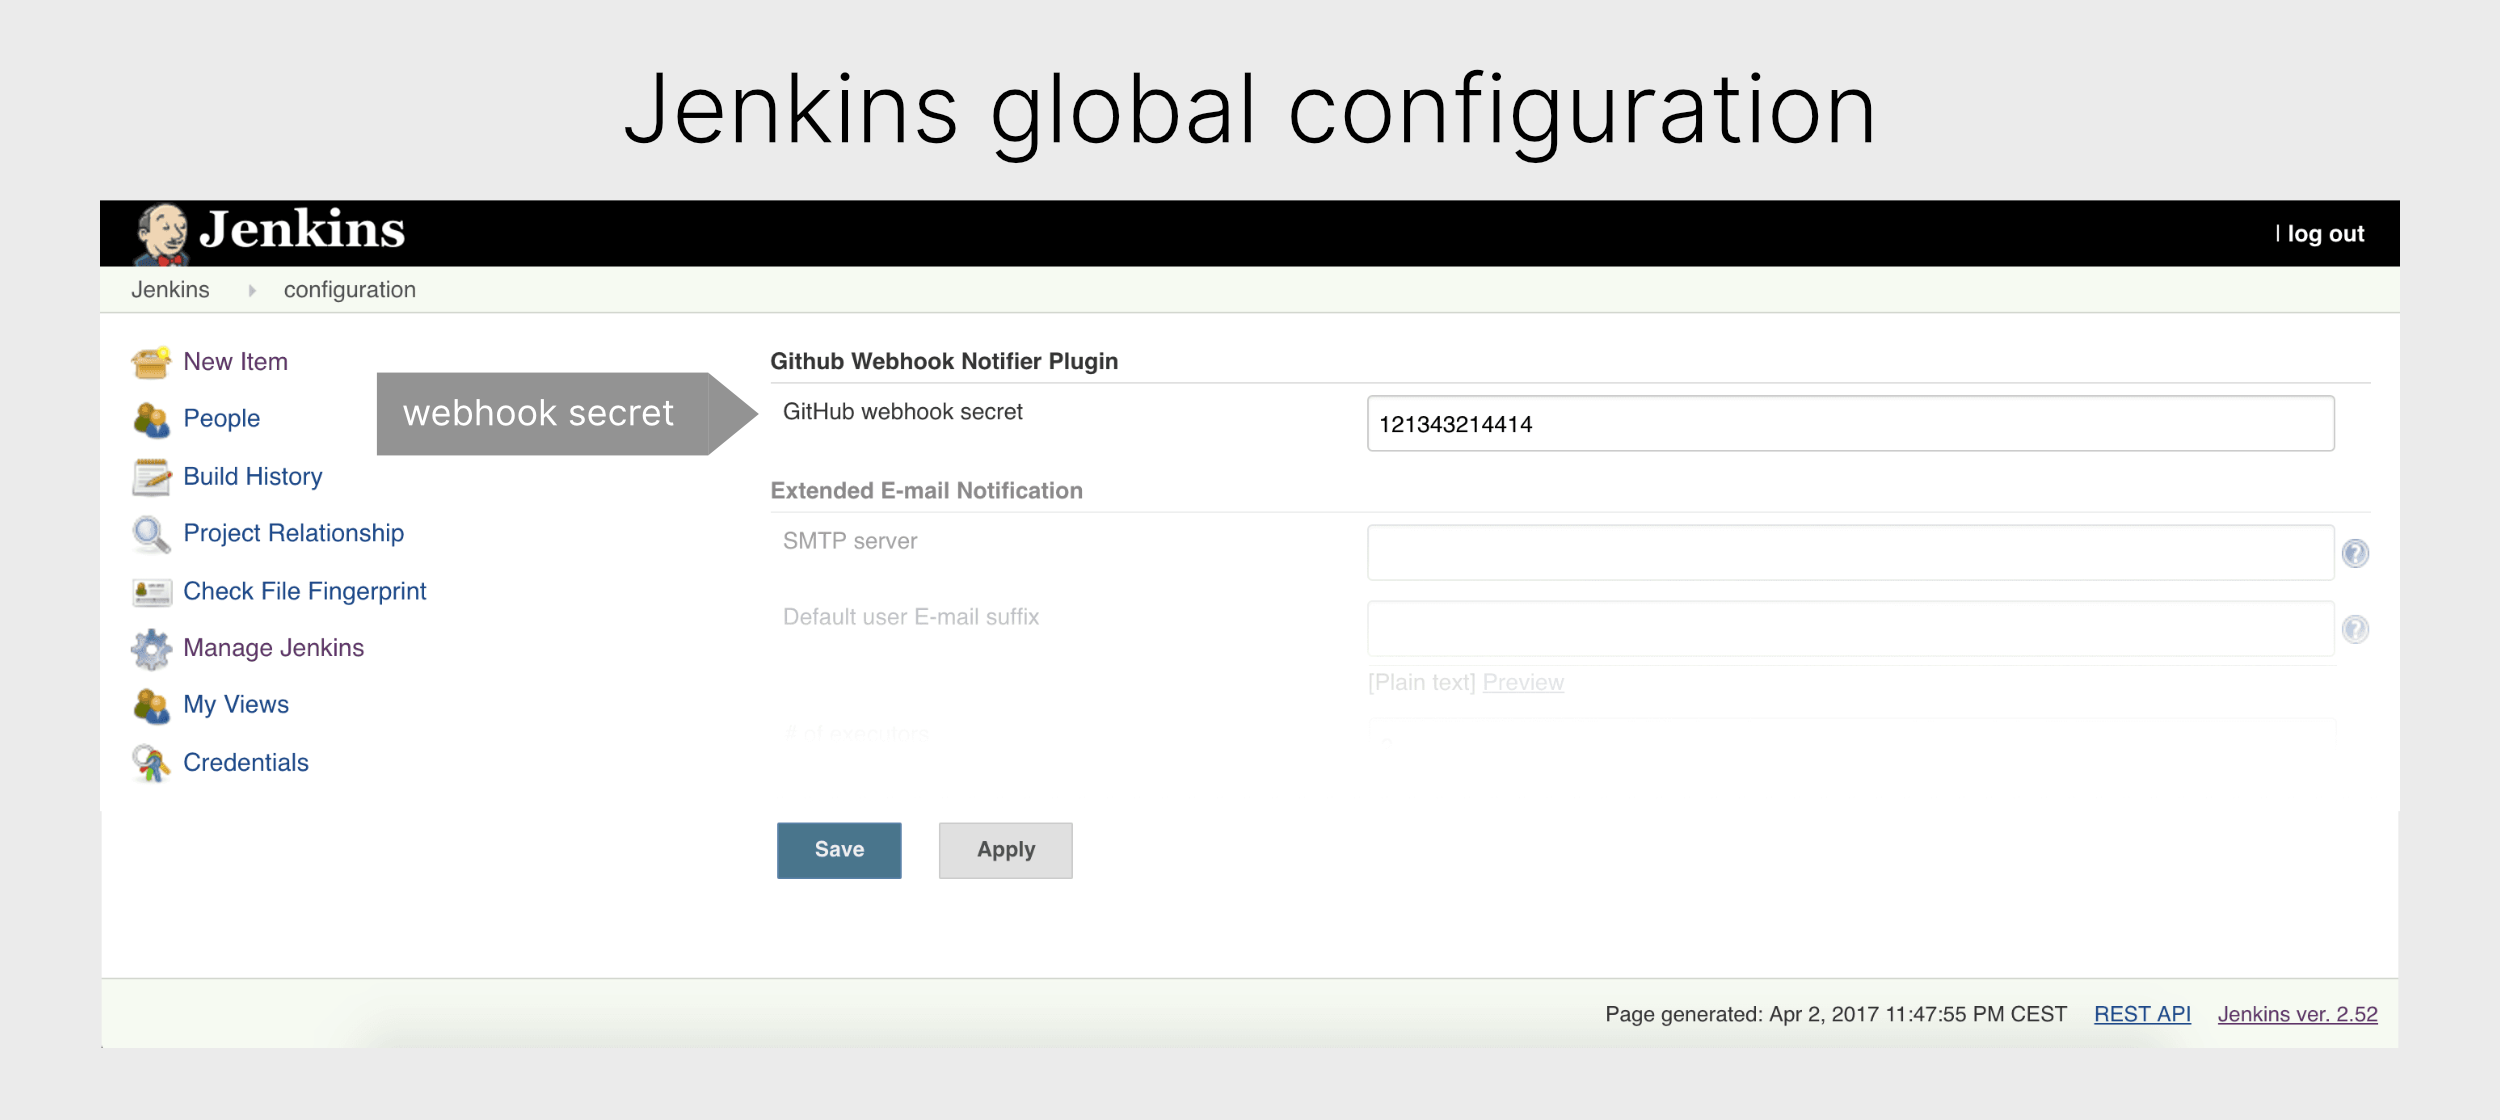 Jenkins global configuration
Jenkins
| log out
Jenkins configuration
New Item
People
Build History
Project Relationship
Check File Fingerprint
Manage Jenkins
My Views
Credentials
webhook secret
Github Webhook Notifier Plugin
GitHub webhook secret
121343214414
Extended E-mail Notification
SMTP server
Default user E-mail suffix
[Plain text] Preview
# of executors
Save
Apply
Page generated: Apr 2, 2017 11:47:55 PM CEST REST API Jenkins ver. 2.52